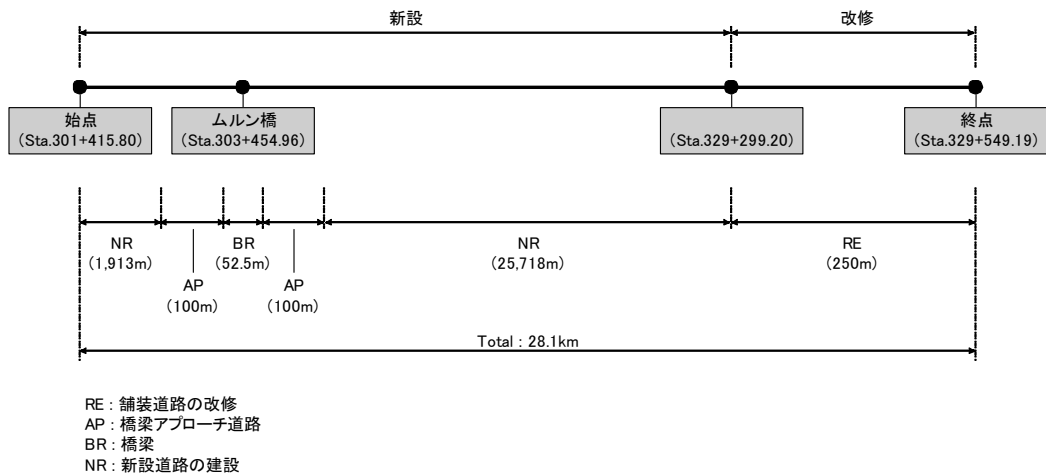 新設
改修
始点
(Sta.301+415.80)
ムルン橋
(Sta.303+454.96)
(Sta.329+299.20)
終点
(Sta.329+549.19)
NR
(1,913m)
AP
(100m)
BR
(52.5m)
AP
(100m)
NR
(25,718m)
RE
(250m)
Total : 28.1km
RE : 舗装道路の改修
AP : 橋梁アプローチ道路
BR : 橋梁
NR : 新設道路の建設